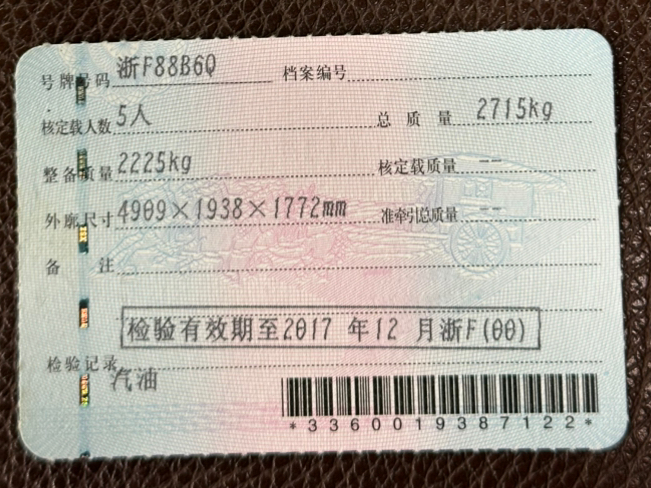 号牌号码 浙F88B6Q 档案编号
核定载人数 5人 总质量 2715kg
整备质量 2225kg 核定载质量 --
外廓尺寸 4909×1938×1772mm 准牵引总质量 --
备注
检验有效期至2017 年12 月浙F(00)
检验记录
汽油
*3360019387122*